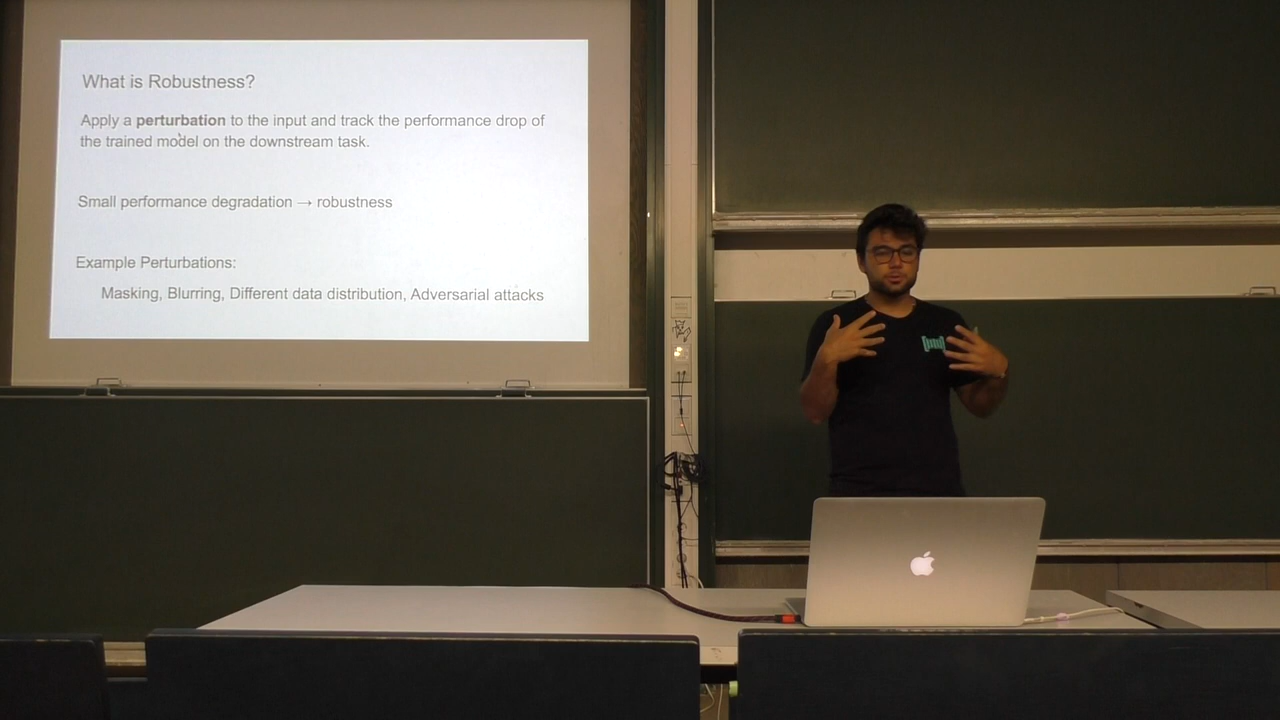 What is Robustness?
Apply a perturbation to the input and track the performance drop of
the trained model on the downstream task.
Small performance degradation → robustness
Example Perturbations:
Masking, Blurring, Different data distribution, Adversarial attacks